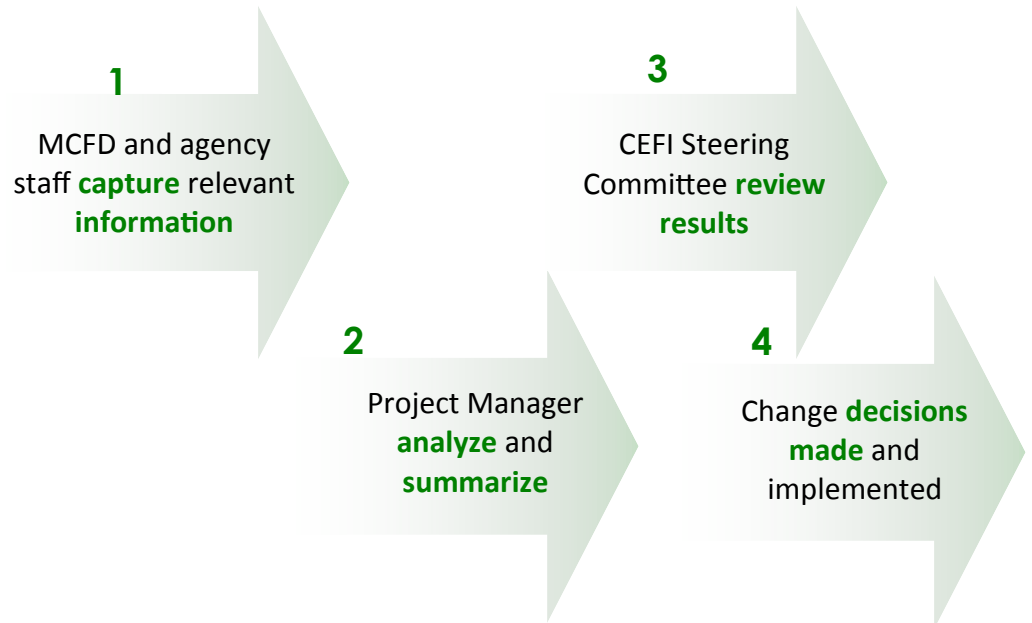 1
MCFD and agency
staff capture relevant
information
2
Project Manager
analyze and
summarize
3
CEFI Steering
Committee review
results
4
Change decisions
made and
implemented